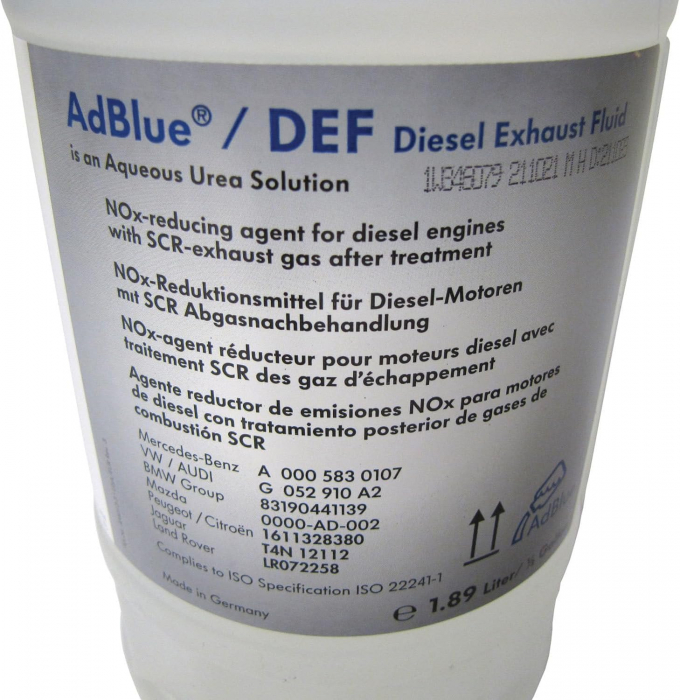 AdBlue® / DEF Diesel Exhaust Fluid
is an Aqueous Urea Solution
NOx-reducing agent for diesel engines
with SCR-exhaust gas after treatment
NOx-Reduktionsmittel für Diesel-Motoren
mit SCR Abgasnachbehandlung
NOx-agent réducteur pour moteurs diesel avec
traitement SCR des gaz d'échappement
Agente reductor de emisiones NOx para motores
de diesel con tratamiento posterior de gases de
combustión SCR
Mercedes-Benz A 000 583 0107
VW / AUDI G 052 910 A2
BMW Group 83190441139
Mazda 0000-AD-002
Peugeot / Citroën 1611328380
Jaguar T4N 12112
Land Rover LR072258
Complies to ISO Specification ISO 22241-1
Made in Germany
AdBlue
e 1.89 Liter / ½